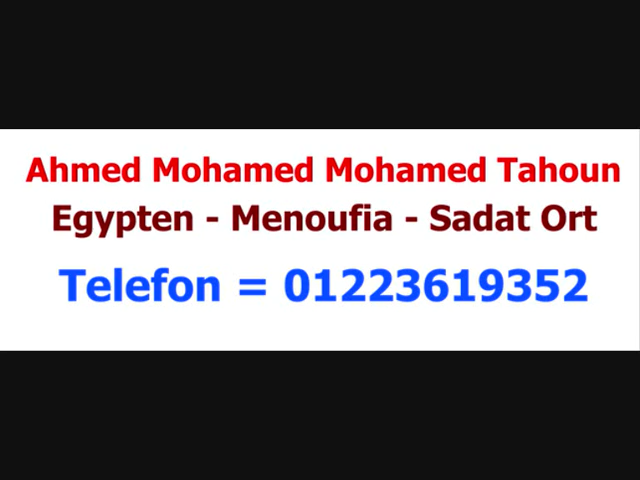 Ahmed Mohamed Mohamed Tahoun
Egypten - Menoufia - Sadat Ort
Telefon = 01223619352